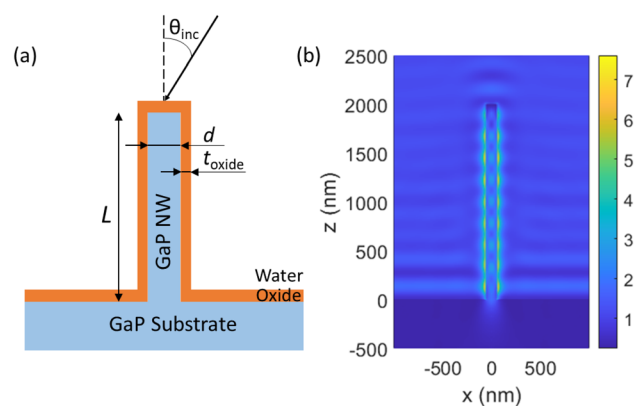 (a)
θinc
d
toxide
L
GaP NW
Water
Oxide
GaP Substrate
(b)
2500
2000
1500
1000
500
0
-500
z (nm)
-500 0 500
x (nm)
7
6
5
4
3
2
1